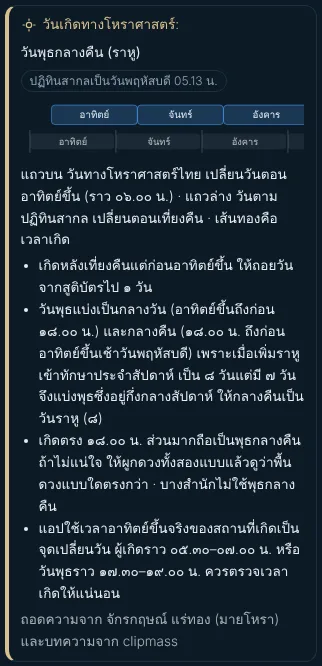 วันเกิดทางโหราศาสตร์:
วันพุธกลางคืน (ราหู)
ปฏิทินสากลเป็นวันพฤหัสบดี 05.13 น.
อาทิตย์ จันทร์ อังคาร
อาทิตย์ จันทร์ อังคาร
แถวบน วันทางโหราศาสตร์ไทย เปลี่ยนวันตอน
อาทิตย์ขึ้น (ราว ๐๖.๐๐ น.) · แถวล่าง วันตาม
ปฏิทินสากล เปลี่ยนตอนเที่ยงคืน · เส้นทองคือ
เวลาเกิด
• เกิดหลังเที่ยงคืนแต่ก่อนอาทิตย์ขึ้น ให้ถอยวัน
จากสูติบัตรไป ๑ วัน
• วันพุธแบ่งเป็นกลางวัน (อาทิตย์ขึ้นถึงก่อน
๑๘.๐๐ น.) และกลางคืน (๑๘.๐๐ น. ถึงก่อน
อาทิตย์ขึ้นเช้าวันพฤหัสบดี) เพราะเมื่อเพิ่มราหู
เข้าทักษาประจำสัปดาห์ เป็น ๘ วันแต่มี ๗ วัน
จึงแบ่งพุธซึ่งอยู่กึ่งกลางสัปดาห์ ให้กลางคืนเป็น
วันราหู (๘)
• เกิดตรง ๑๘.๐๐ น. ส่วนมากถือเป็นพุธกลางคืน
ถ้าไม่แน่ใจ ให้ผูกดวงทั้งสองแบบแล้วดูว่าพื้น
ดวงแบบใดตรงกว่า · บางสำนักไม่ใช้พุธกลาง
คืน
• แอปใช้เวลาอาทิตย์ขึ้นจริงของสถานที่เกิดเป็น
จุดเปลี่ยนวัน ผู้เกิดราว ๐๕.๓๐–๐๗.๐๐ น. หรือ
วันพุธราว ๑๗.๓๐–๑๙.๐๐ น. ควรตรวจเวลา
เกิดให้แน่นอน
ถอดความจาก จักรกฤษณ์ แร่ทอง (มายโหรา)
และบทความจาก clipmass